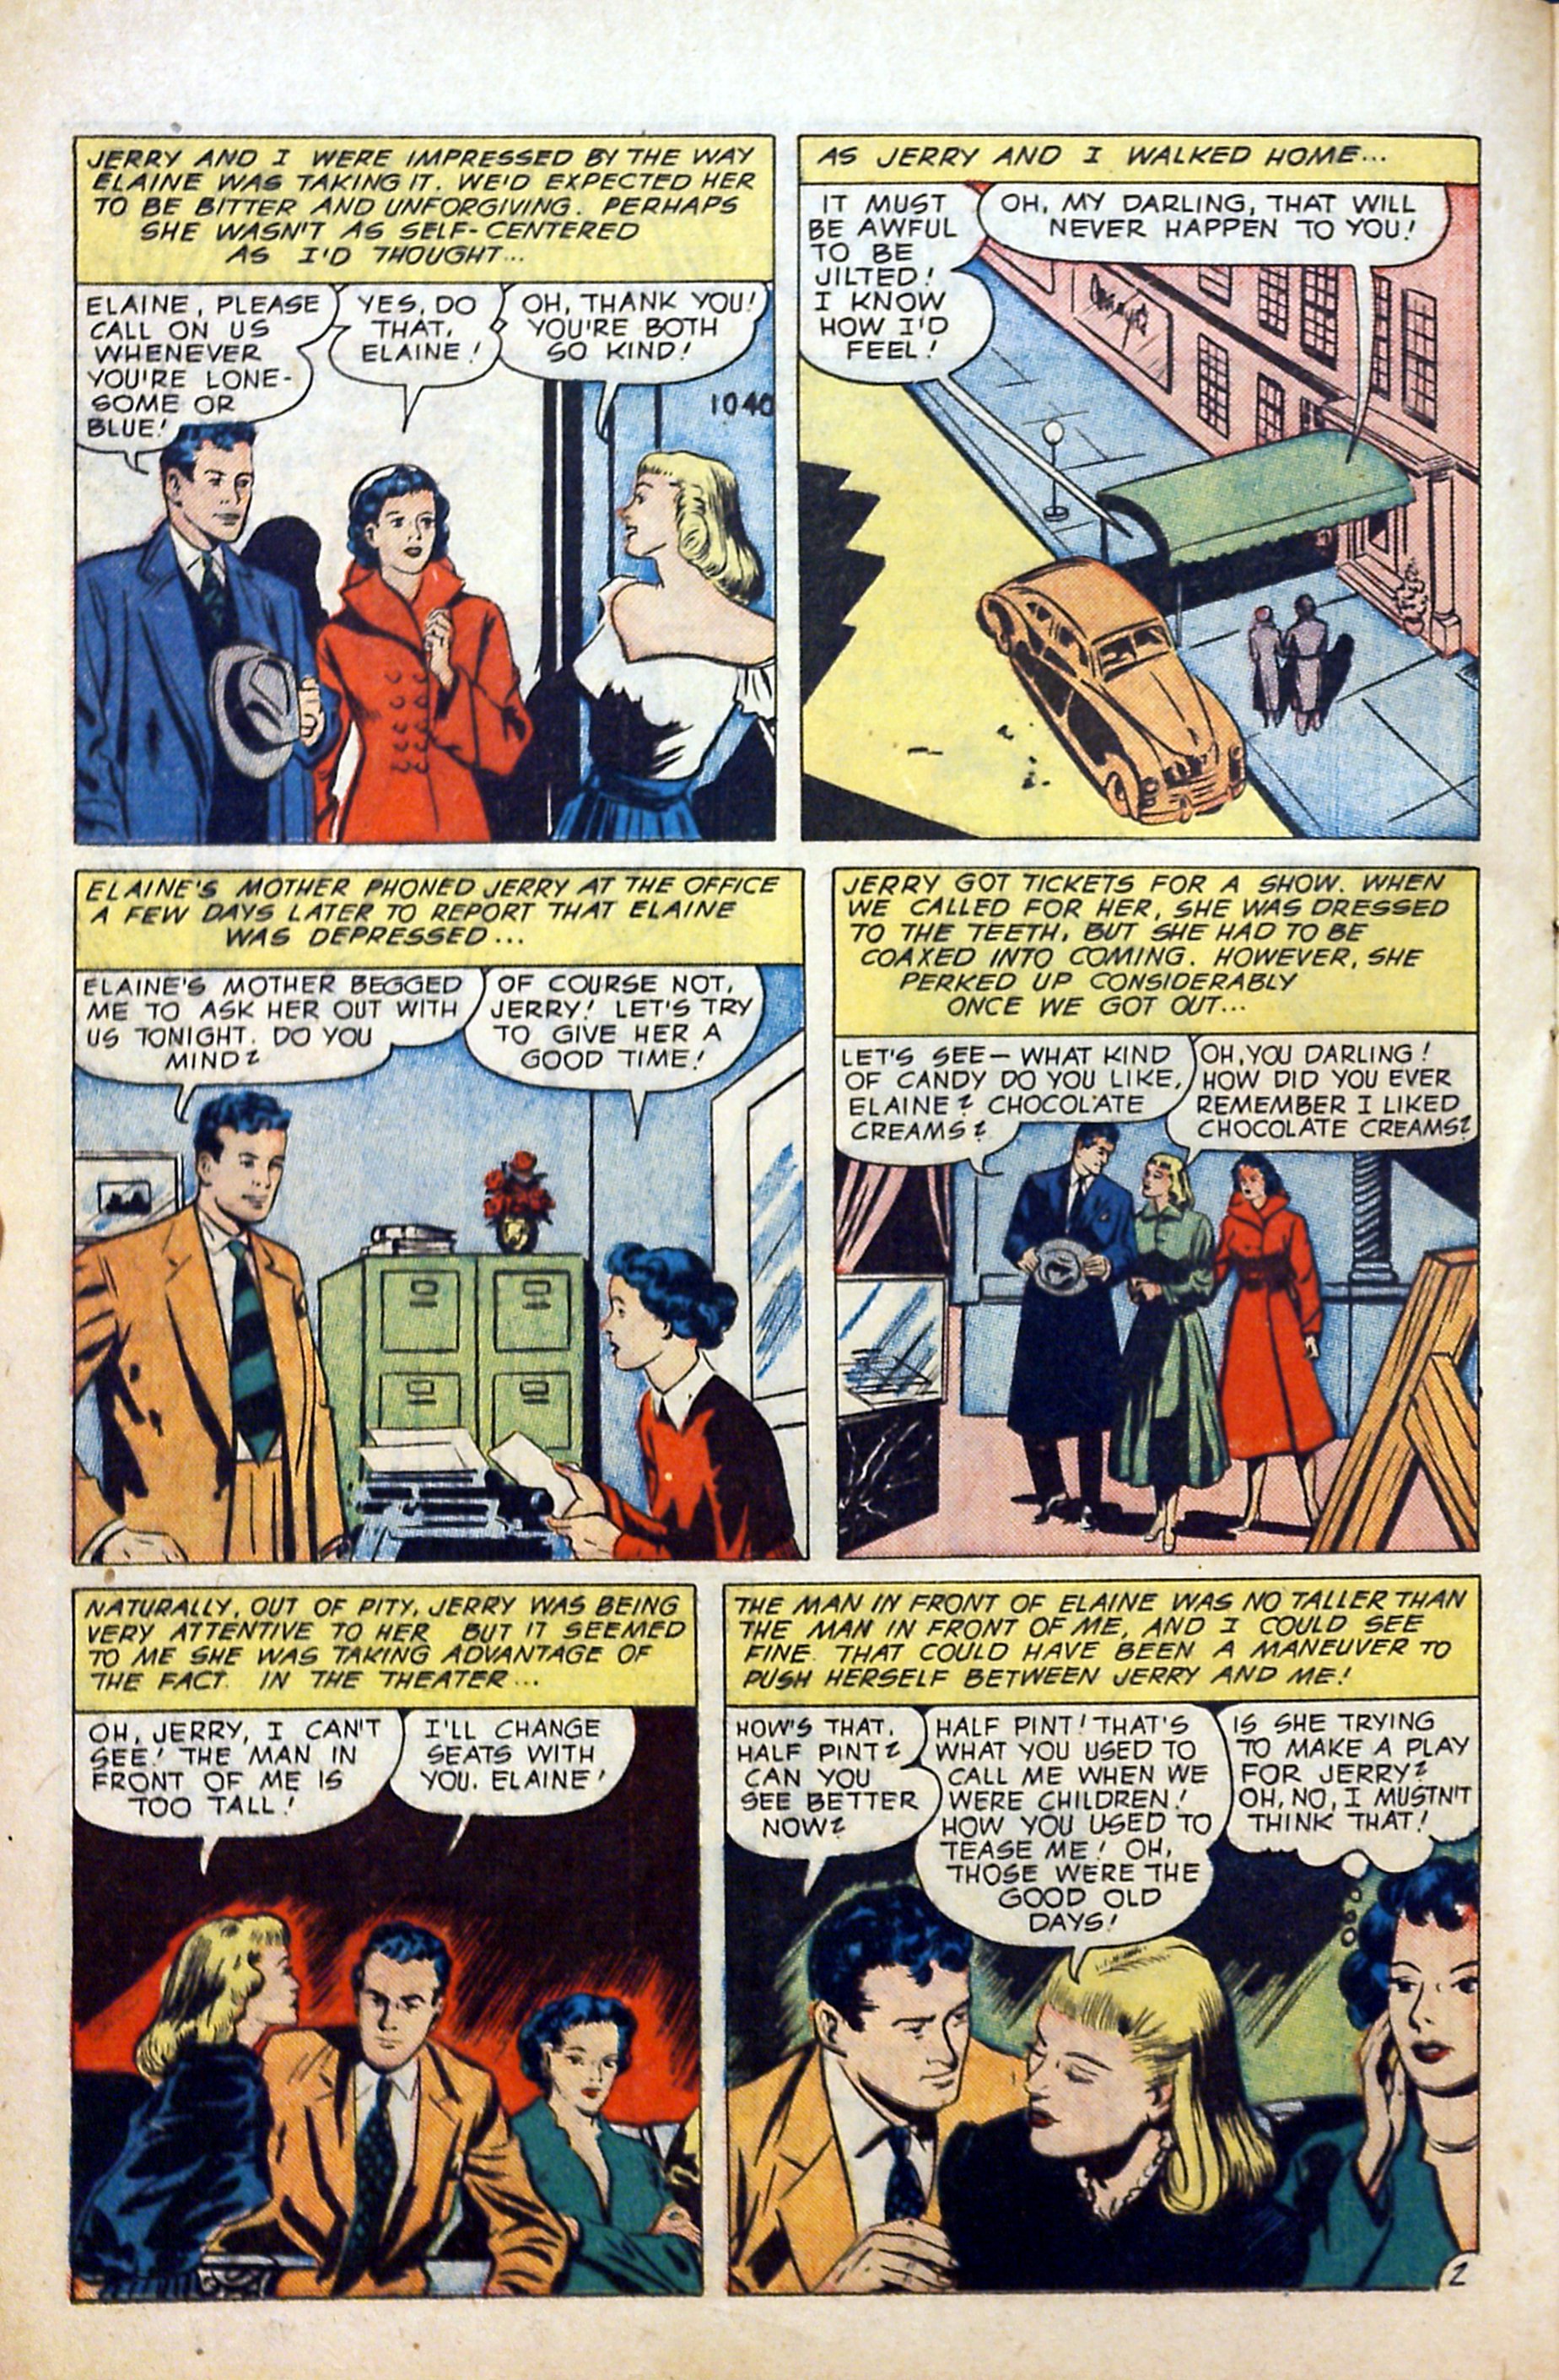 JERRY AND I WERE IMPRESSED BY THE WAY
ELAINE WAS TAKING IT. WE'D EXPECTED HER
TO BE BITTER AND UNFORGIVING. PERHAPS
SHE WASN'T AS SELF-CENTERED
AS I'D THOUGHT...
ELAINE, PLEASE
CALL ON US
WHENEVER
YOU'RE LONE-
SOME OR
BLUE!
YES, DO
THAT,
ELAINE!
OH, THANK YOU!
YOU'RE BOTH
SO KIND!
1040
AS JERRY AND I WALKED HOME...
IT MUST
BE AWFUL
TO BE
JILTED!
I KNOW
HOW I'D
FEEL!
OH, MY DARLING, THAT WILL
NEVER HAPPEN TO YOU!
ELAINE'S MOTHER PHONED JERRY AT THE OFFICE
A FEW DAYS LATER TO REPORT THAT ELAINE
WAS DEPRESSED...
ELAINE'S MOTHER BEGGED
ME TO ASK HER OUT WITH
US TONIGHT. DO YOU
MIND?
OF COURSE NOT,
JERRY! LET'S TRY
TO GIVE HER A
GOOD TIME!
JERRY GOT TICKETS FOR A SHOW. WHEN
WE CALLED FOR HER, SHE WAS DRESSED
TO THE TEETH, BUT SHE HAD TO BE
COAXED INTO COMING. HOWEVER, SHE
PERKED UP CONSIDERABLY
ONCE WE GOT OUT...
LET'S SEE — WHAT KIND
OF CANDY DO YOU LIKE,
ELAINE? CHOCOLATE
CREAMS?
OH, YOU DARLING!
HOW DID YOU EVER
REMEMBER I LIKED
CHOCOLATE CREAMS?
NATURALLY, OUT OF PITY, JERRY WAS BEING
VERY ATTENTIVE TO HER BUT IT SEEMED
TO ME SHE WAS TAKING ADVANTAGE OF
THE FACT. IN THE THEATER...
OH, JERRY, I CAN'T
SEE! THE MAN IN
FRONT OF ME IS
TOO TALL!
I'LL CHANGE
SEATS WITH
YOU, ELAINE!
THE MAN IN FRONT OF ELAINE WAS NO TALLER THAN
THE MAN IN FRONT OF ME, AND I COULD SEE
FINE. THAT COULD HAVE BEEN A MANEUVER TO
PUSH HERSELF BETWEEN JERRY AND ME!
HOW'S THAT,
HALF PINT?
CAN YOU
SEE BETTER
NOW?
HALF PINT! THAT'S
WHAT YOU USED TO
CALL ME WHEN WE
WERE CHILDREN!
HOW YOU USED TO
TEASE ME! OH,
THOSE WERE THE
GOOD OLD
DAYS!
IS SHE TRYING
TO MAKE A PLAY
FOR JERRY?
OH, NO, I MUSTN'T
THINK THAT!
2